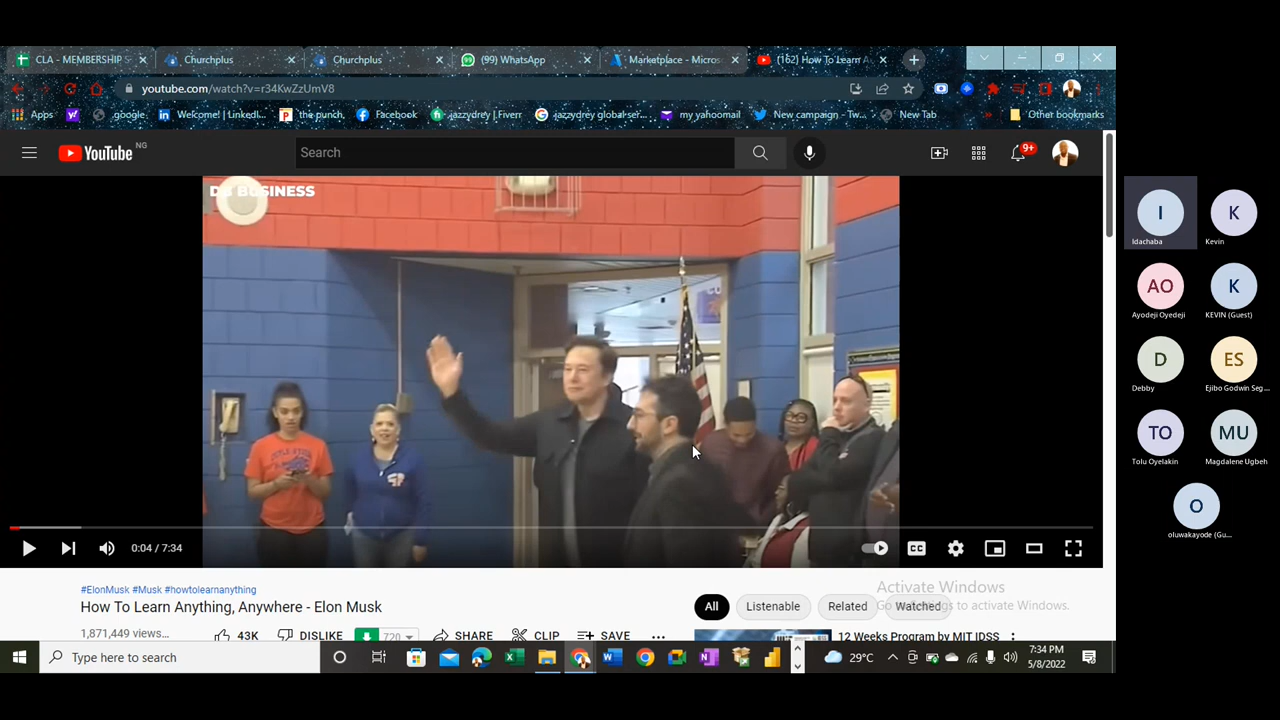 CLA - MEMBERSHIP S
Churchplus
Churchplus
(99) WhatsApp
Marketplace - Micros
(162) How To Learn A
youtube.com/watch?v=r34KwZzUmV8
Apps
.google
Welcome! | LinkedI...
the punch,
Facebook
jazzydrey | Fiverr
jazzydrey global ser...
my yahoomail
New campaign - Tw...
New Tab
Other bookmarks
YouTube NG
Search
9+
BUSINESS
0:04 / 7:34
CC
#ElonMusk #Musk #howtolearnanything
How To Learn Anything, Anywhere - Elon Musk
1,871,449 views...
43K
DISLIKE
720
SHARE
CLIP
SAVE
All
Listenable
Related
Watched
Activate Windows
to activate Windows.
12 Weeks Program by MIT IDSS
Type here to search
29°C
7:34 PM
5/8/2022
I
Idachaba
K
Kevin
AO
Ayodeji Oyedeji
K
KEVIN (Guest)
D
Debby
ES
Ejibo Godwin Seg...
TO
Tolu Oyelakin
MU
Magdalene Ugbeh
O
oluwakayode (Gu...